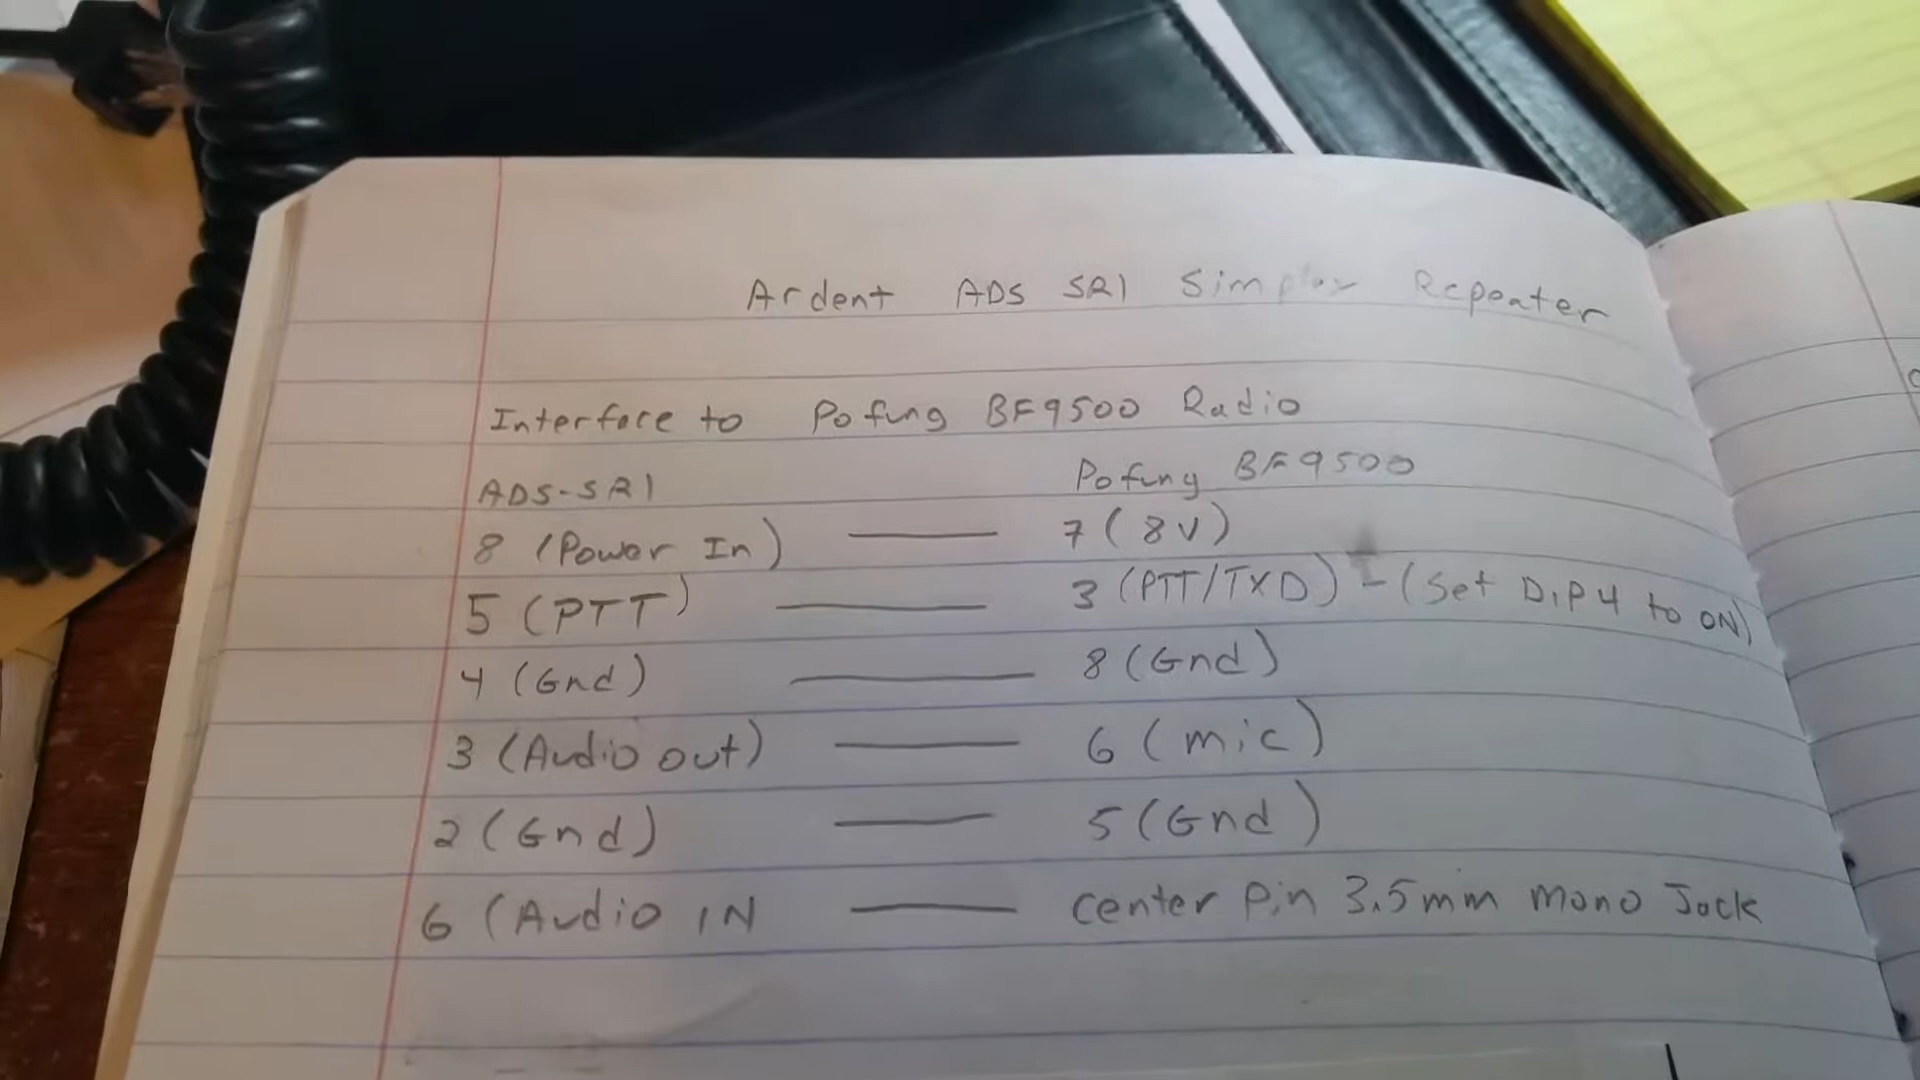 Ardent ADS SR1 Simplex Repeater
Interface to Pofung BF9500 Radio
ADS-SR1 Pofung BF9500
8 (Power In) — 7 (8V)
5 (PTT) — 3 (PTT/TXD) - (Set DIP4 to ON)
4 (Gnd) — 8 (Gnd)
3 (Audio out) — 6 (mic)
2 (Gnd) — 5 (Gnd)
6 (Audio IN — center Pin 3.5mm mono Jack